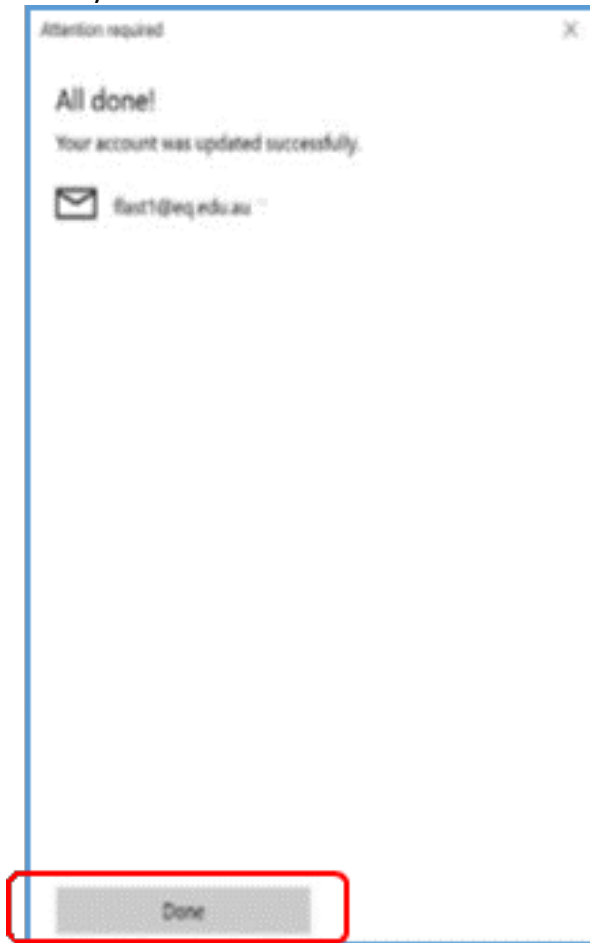 Attention required
All done!
Your account was updated successfully.
flast1@eq.edu.au
Done